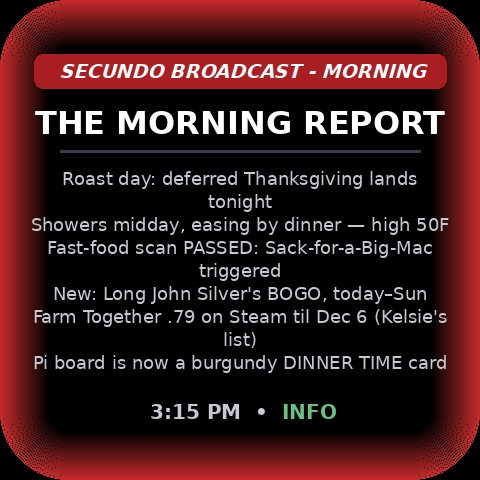 SECUNDO BROADCAST - MORNING
THE MORNING REPORT
Roast day: deferred Thanksgiving lands
tonight
Showers midday, easing by dinner — high 50F
Fast-food scan PASSED: Sack-for-a-Big-Mac
triggered
New: Long John Silver's BOGO, today–Sun
Farm Together .79 on Steam til Dec 6 (Kelsie's
list)
Pi board is now a burgundy DINNER TIME card
3:15 PM • INFO